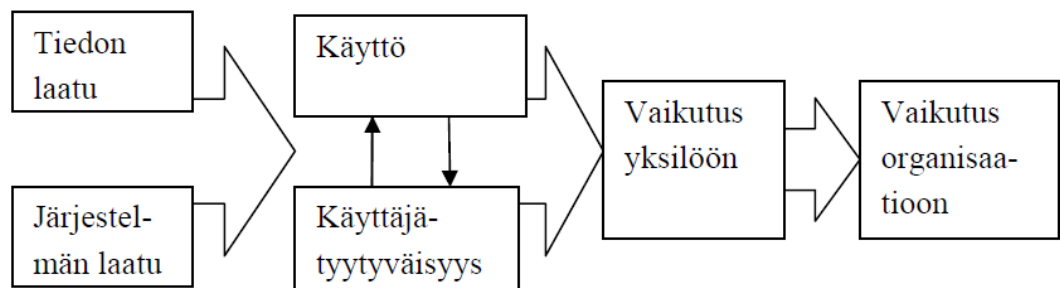 Tiedon
laatu
Järjestel-
män laatu
Käyttö
Käyttäjä-
tyytyväisyys
Vaikutus
yksilöön
Vaikutus
organisaa-
tioon